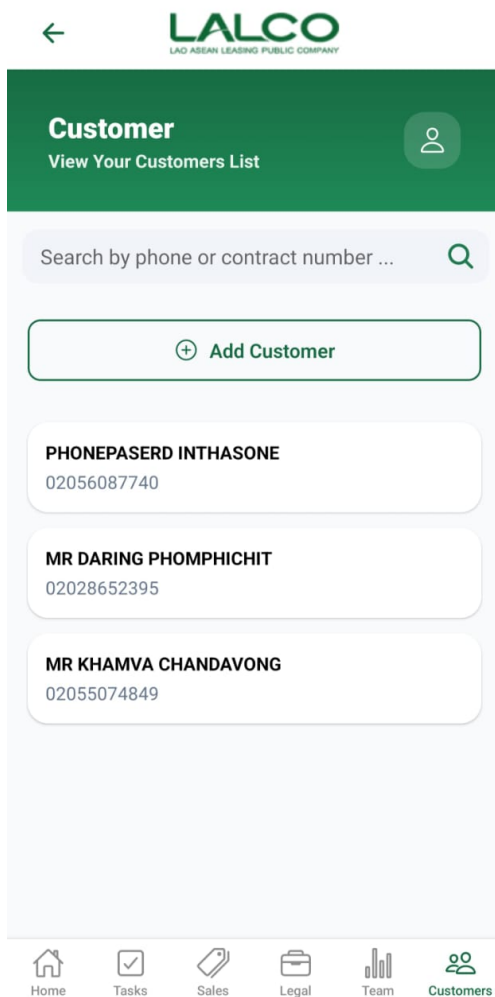 LALCO
LAO ASEAN LEASING PUBLIC COMPANY
Customer
View Your Customers List
Search by phone or contract number ...
Add Customer
PHONEPASERD INTHASONE
02056087740
MR DARING PHOMPHICHIT
02028652395
MR KHAMVA CHANDAVONG
02055074849
Home Tasks Sales Legal Team Customers